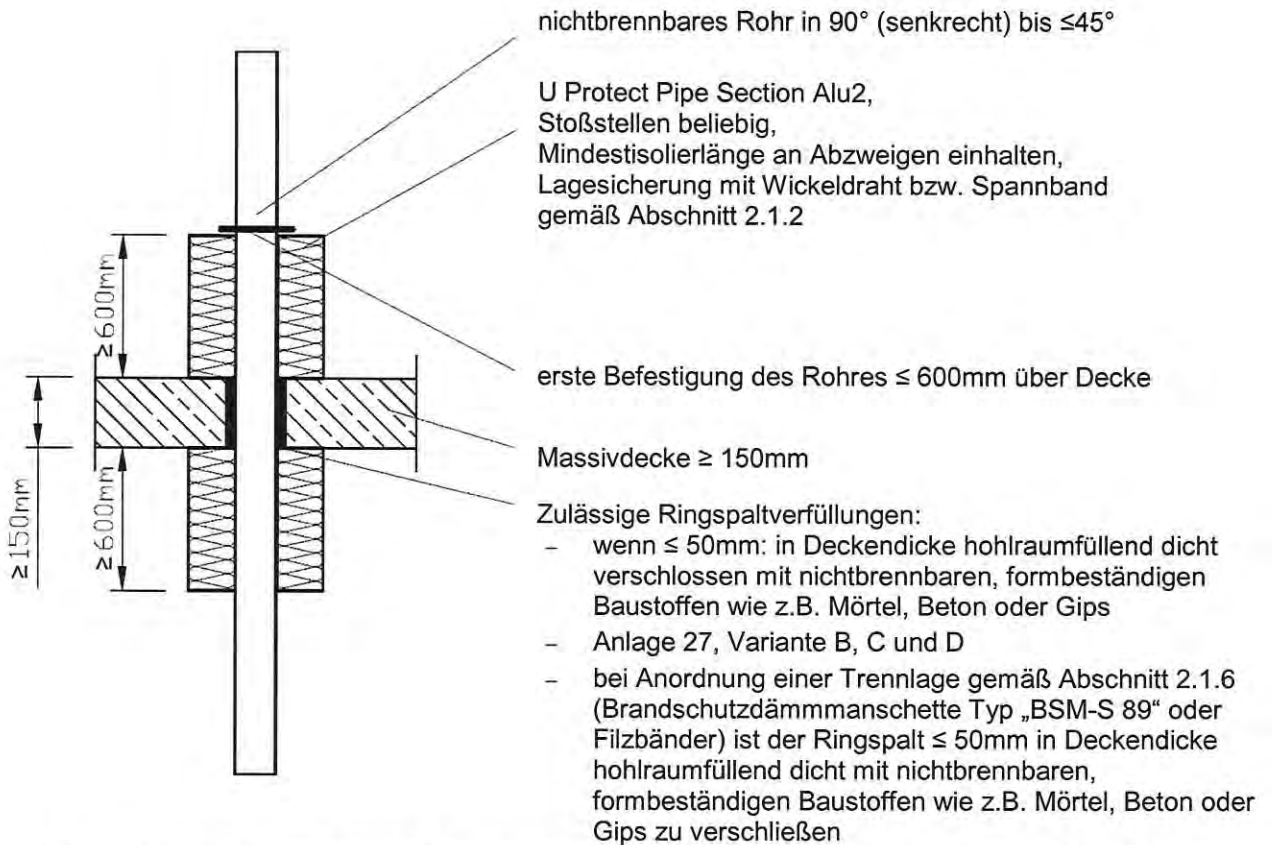 nichtbrennbares Rohr in 90° (senkrecht) bis ≤45°
U Protect Pipe Section Alu2,
Stoßstellen beliebig,
Mindestisolierlänge an Abzweigen einhalten,
Lagesicherung mit Wickeldraht bzw. Spannband
gemäß Abschnitt 2.1.2
≥600mm
erste Befestigung des Rohres ≤ 600mm über Decke
Massivdecke ≥ 150mm
≥150mm
≥600mm
Zulässige Ringspaltverfüllungen:
- wenn ≤ 50mm: in Deckendicke hohlraumfüllend dicht
verschlossen mit nichtbrennbaren, formbeständigen
Baustoffen wie z.B. Mörtel, Beton oder Gips
- Anlage 27, Variante B, C und D
- bei Anordnung einer Trennlage gemäß Abschnitt 2.1.6
(Brandschutzdämmmanschette Typ „BSM-S 89“ oder
Filzbänder) ist der Ringspalt ≤ 50mm in Deckendicke
hohlraumfüllend dicht mit nichtbrennbaren,
formbeständigen Baustoffen wie z.B. Mörtel, Beton oder
Gips zu verschließen